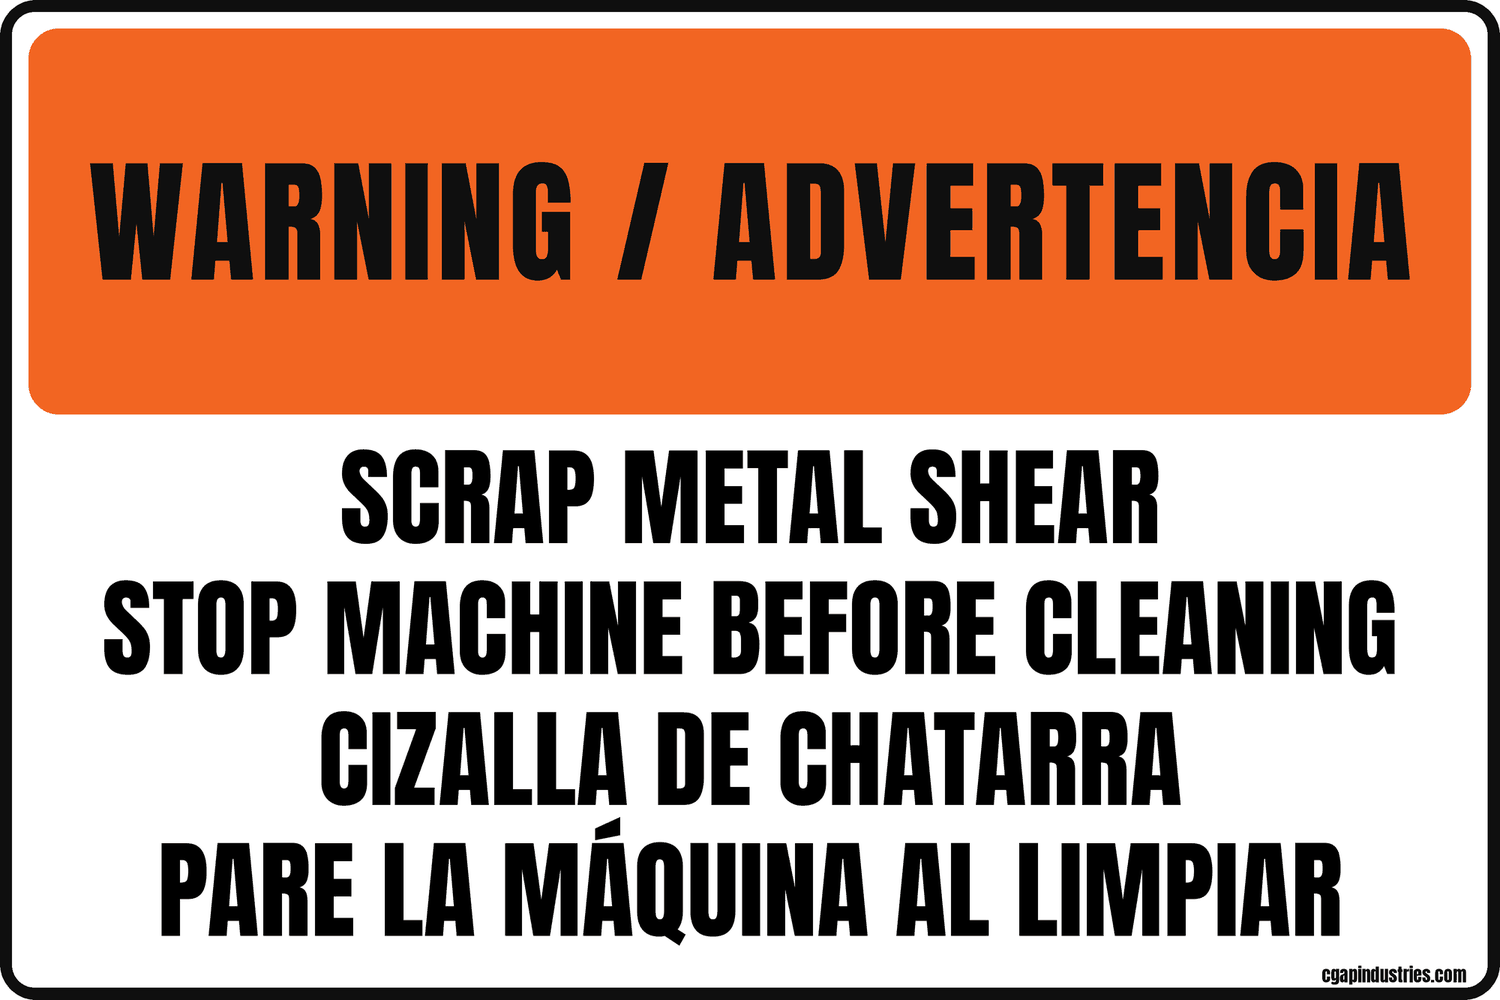 WARNING / ADVERTENCIA
SCRAP METAL SHEAR
STOP MACHINE BEFORE CLEANING
CIZALLA DE CHATARRA
PARE LA MÁQUINA AL LIMPIAR
cgapindustries.com